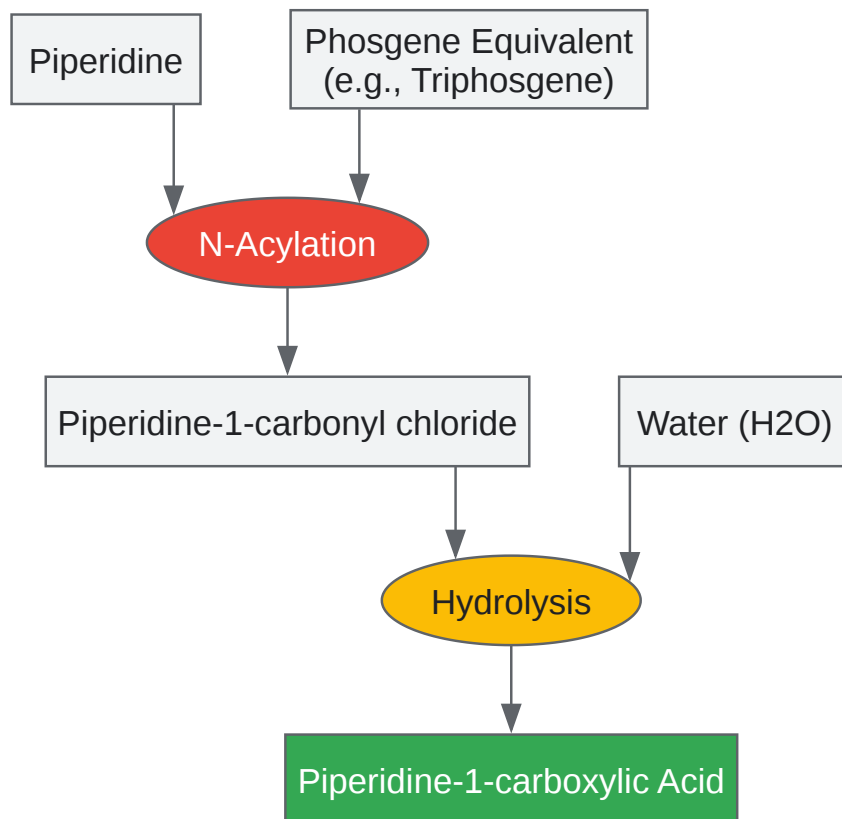 Piperidine
Phosgene Equivalent
(e.g., Triphosgene)
N-Acylation
Piperidine-1-carbonyl chloride
Water (H2O)
Hydrolysis
Piperidine-1-carboxylic Acid